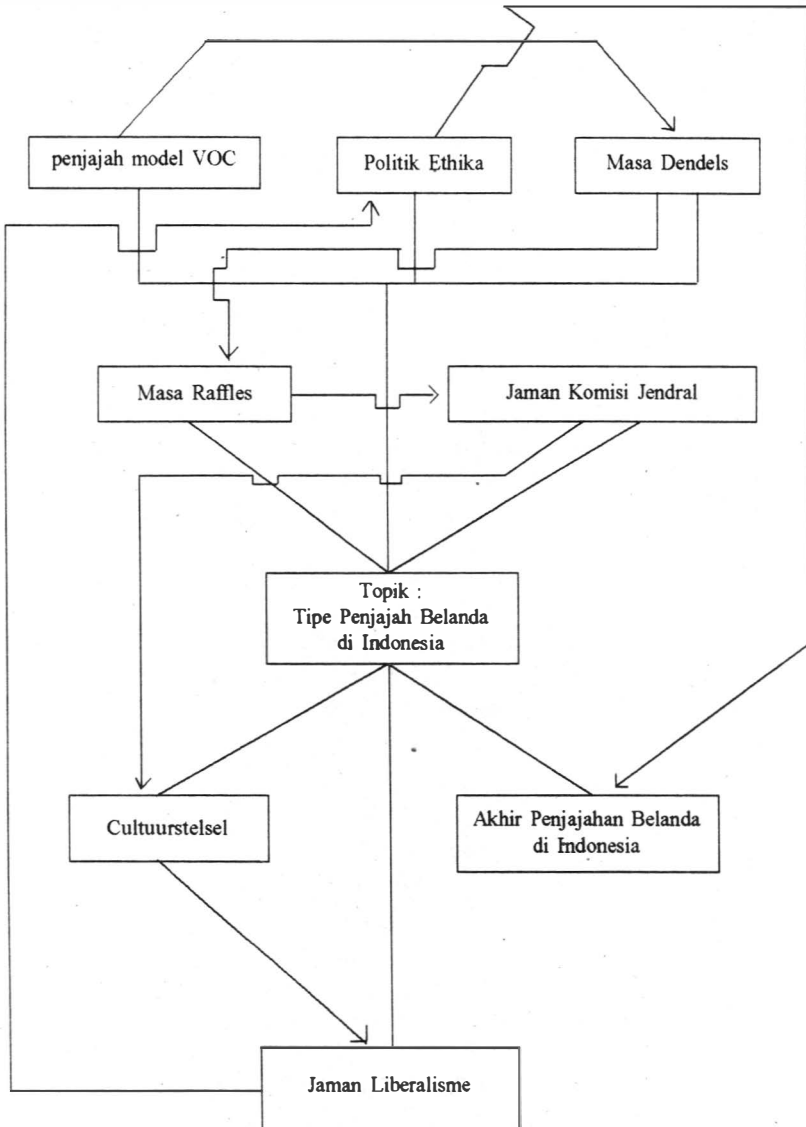 penjajah model VOC
Politik Ethika
Masa Dendels
Masa Raffles
Jaman Komisi Jendral
Topik :
Tipe Penjajah Belanda
di Indonesia
Cultuurstelsel
Akhir Penjajahan Belanda
di Indonesia
Jaman Liberalisme